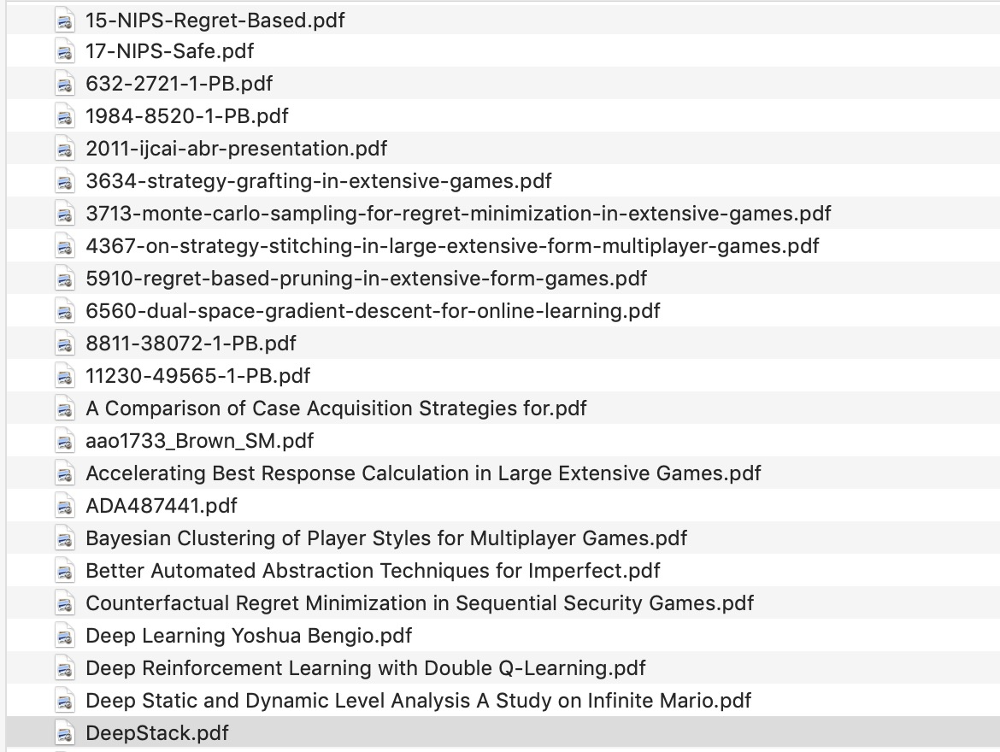 15-NIPS-Regret-Based.pdf
17-NIPS-Safe.pdf
632-2721-1-PB.pdf
1984-8520-1-PB.pdf
2011-ijcai-abr-presentation.pdf
3634-strategy-grafting-in-extensive-games.pdf
3713-monte-carlo-sampling-for-regret-minimization-in-extensive-games.pdf
4367-on-strategy-stitching-in-large-extensive-form-multiplayer-games.pdf
5910-regret-based-pruning-in-extensive-form-games.pdf
6560-dual-space-gradient-descent-for-online-learning.pdf
8811-38072-1-PB.pdf
11230-49565-1-PB.pdf
A Comparison of Case Acquisition Strategies for.pdf
aao1733_Brown_SM.pdf
Accelerating Best Response Calculation in Large Extensive Games.pdf
ADA487441.pdf
Bayesian Clustering of Player Styles for Multiplayer Games.pdf
Better Automated Abstraction Techniques for Imperfect.pdf
Counterfactual Regret Minimization in Sequential Security Games.pdf
Deep Learning Yoshua Bengio.pdf
Deep Reinforcement Learning with Double Q-Learning.pdf
Deep Static and Dynamic Level Analysis A Study on Infinite Mario.pdf
DeepStack.pdf